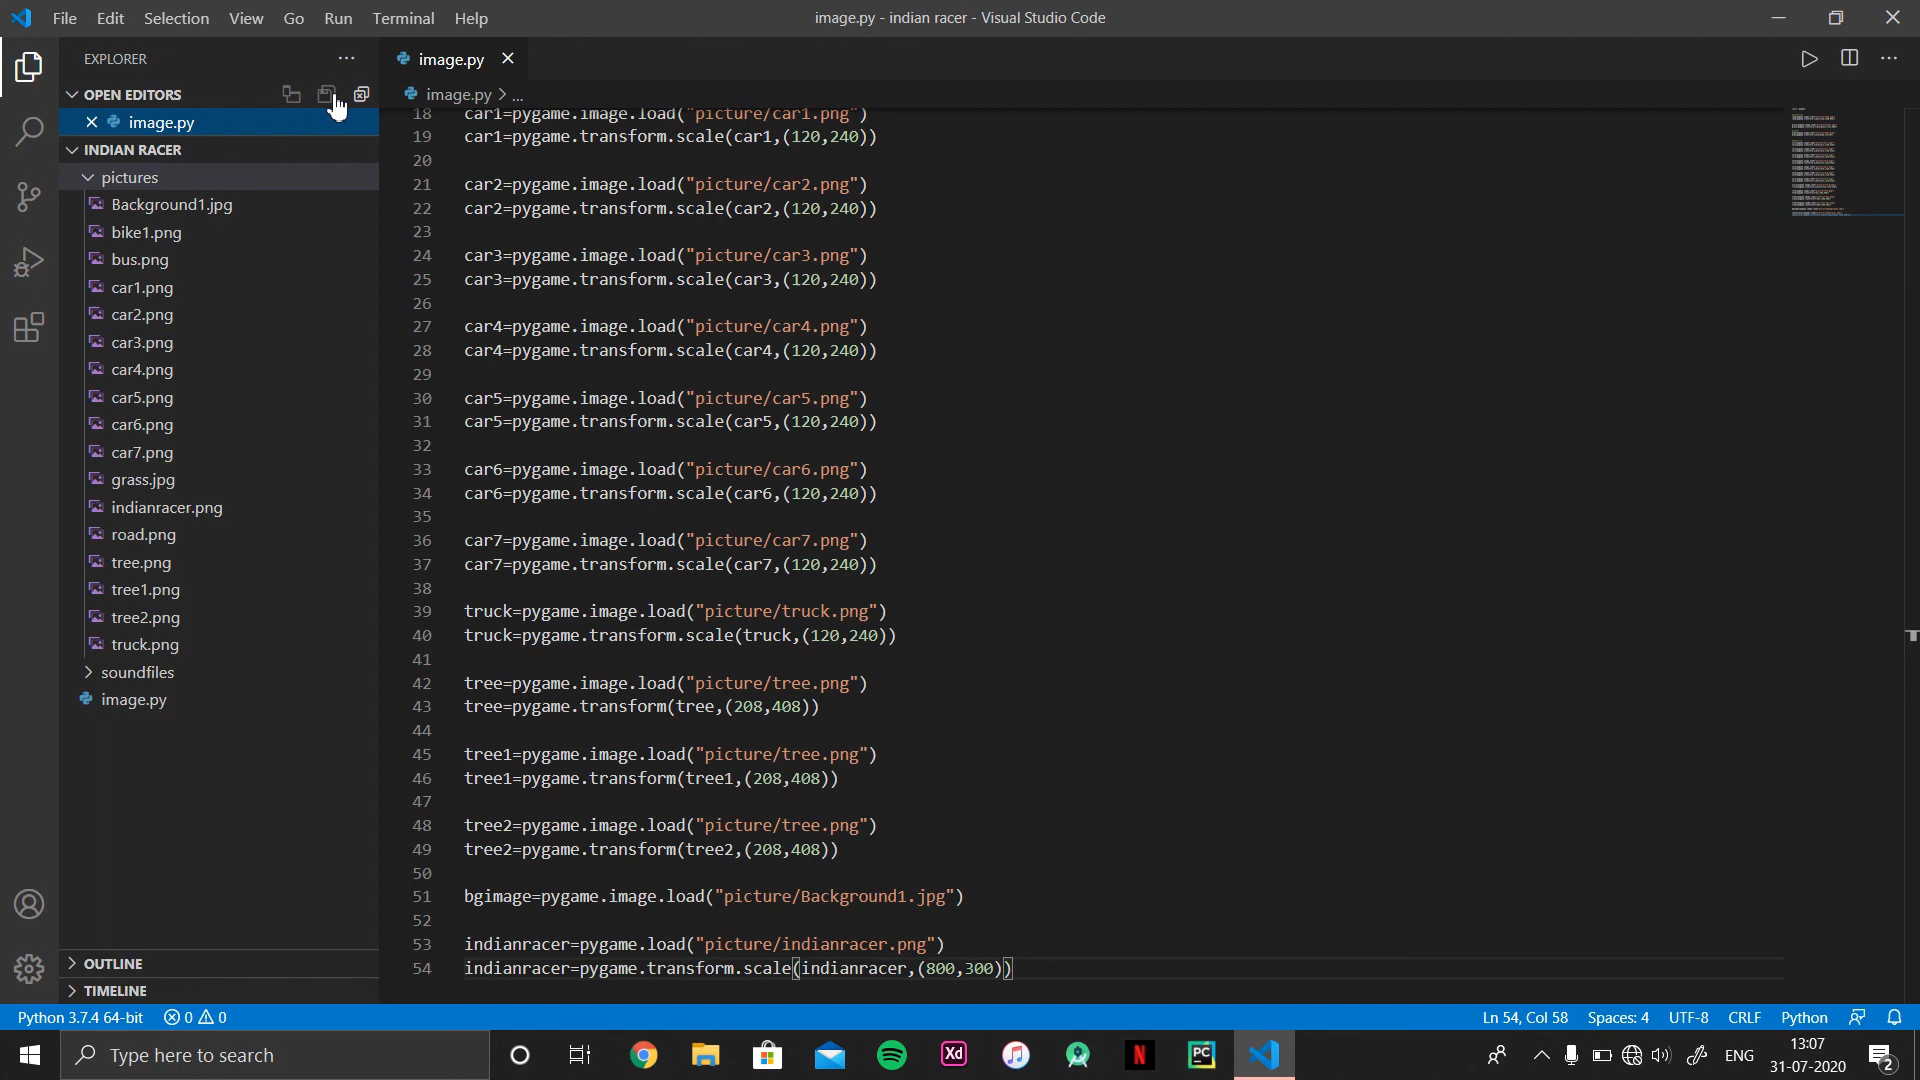 File Edit Selection View Go Run Terminal Help
image.py - indian racer - Visual Studio Code
EXPLORER
OPEN EDITORS
image.py
INDIAN RACER
pictures
Background1.jpg
bike1.png
bus.png
car1.png
car2.png
car3.png
car4.png
car5.png
car6.png
car7.png
grass.jpg
indianracer.png
road.png
tree.png
tree1.png
tree2.png
truck.png
soundfiles
image.py
OUTLINE
TIMELINE
image.py
image.py > ...
18 car1=pygame.image.load("picture/car1.png")
19 car1=pygame.transform.scale(car1,(120,240))
20
21 car2=pygame.image.load("picture/car2.png")
22 car2=pygame.transform.scale(car2,(120,240))
23
24 car3=pygame.image.load("picture/car3.png")
25 car3=pygame.transform.scale(car3,(120,240))
26
27 car4=pygame.image.load("picture/car4.png")
28 car4=pygame.transform.scale(car4,(120,240))
29
30 car5=pygame.image.load("picture/car5.png")
31 car5=pygame.transform.scale(car5,(120,240))
32
33 car6=pygame.image.load("picture/car6.png")
34 car6=pygame.transform.scale(car6,(120,240))
35
36 car7=pygame.image.load("picture/car7.png")
37 car7=pygame.transform.scale(car7,(120,240))
38
39 truck=pygame.image.load("picture/truck.png")
40 truck=pygame.transform.scale(truck,(120,240))
41
42 tree=pygame.image.load("picture/tree.png")
43 tree=pygame.transform(tree,(208,408))
44
45 tree1=pygame.image.load("picture/tree.png")
46 tree1=pygame.transform(tree1,(208,408))
47
48 tree2=pygame.image.load("picture/tree.png")
49 tree2=pygame.transform(tree2,(208,408))
50
51 bgimage=pygame.image.load("picture/Background1.jpg")
52
53 indianracer=pygame.load("picture/indianracer.png")
54 indianracer=pygame.transform.scale(indianracer,(800,300))
Python 3.7.4 64-bit 0 0
Ln 54, Col 58 Spaces: 4 UTF-8 CRLF Python
Type here to search
Xd
N
PC
ENG
13:07
31-07-2020
2